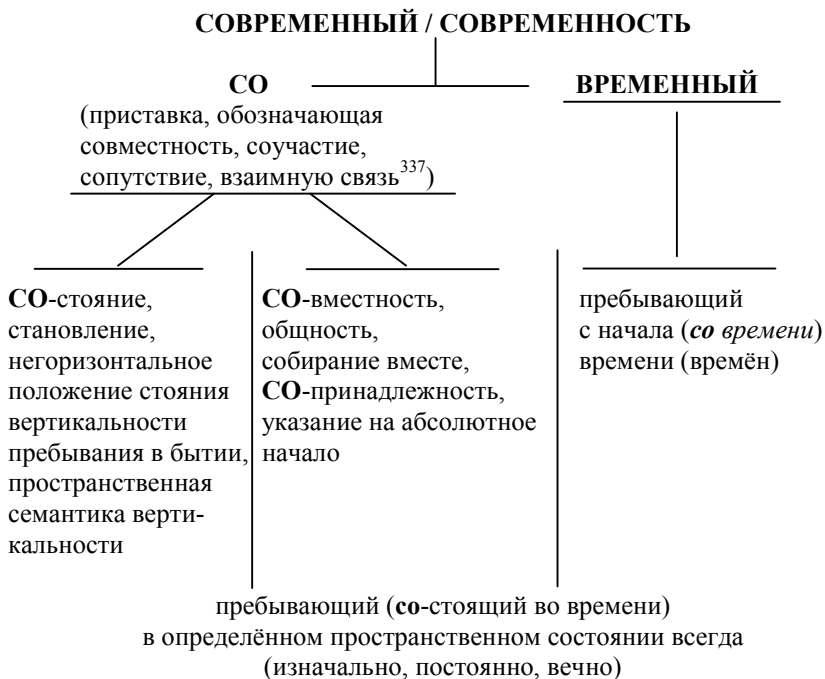 СОВРЕМЕННЫЙ / СОВРЕМЕННОСТЬ
СО
(приставка, обозначающая
совместность, соучастие,
сопутствие, взаимную связь337)
ВРЕМЕННЫЙ
СО-стояние,
становление,
негоризонтальное
положение стояния
вертикальности
пребывания в бытии,
пространственная
семантика верти-
кальности
СО-вместность,
общность,
собирание вместе,
СО-принадлежность,
указание на абсолютное
начало
пребывающий
с начала (со времени)
времени (времён)
пребывающий (со-стоящий во времени)
в определённом пространственном состоянии всегда
(изначально, постоянно, вечно)